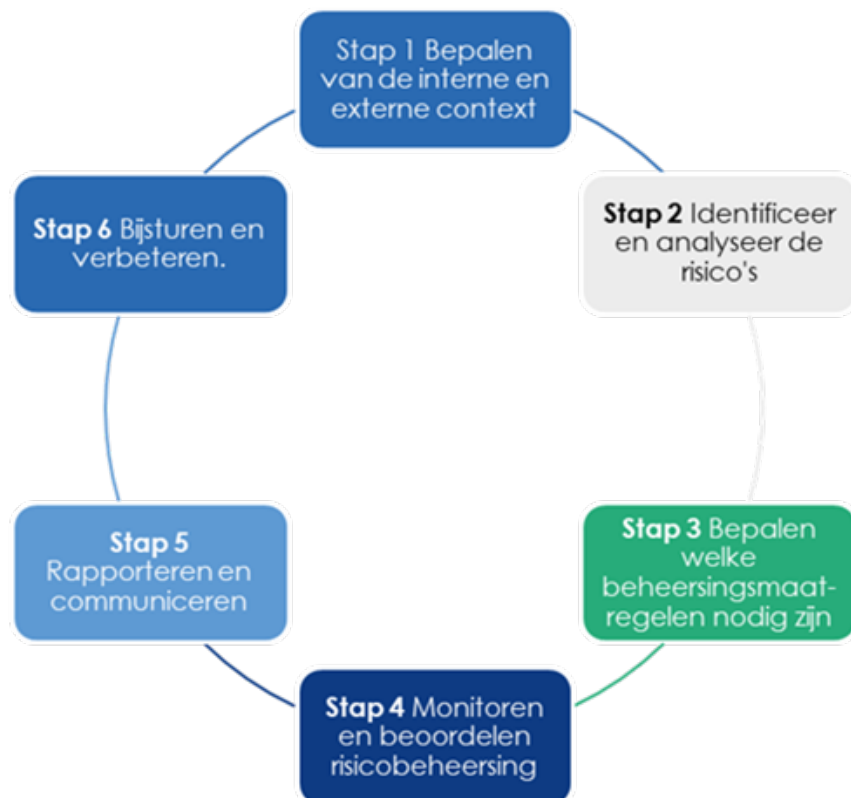 Stap 1 Bepalen
van de interne en
externe context
Stap 2 Identificeer
en analyseer de
risico's
Stap 3 Bepalen
welke
beheersingsmaat-
regelen nodig zijn
Stap 4 Monitoren
en beoordelen
risicobeheersing
Stap 5
Rapporteren en
communiceren
Stap 6 Bijsturen en
verbeteren.